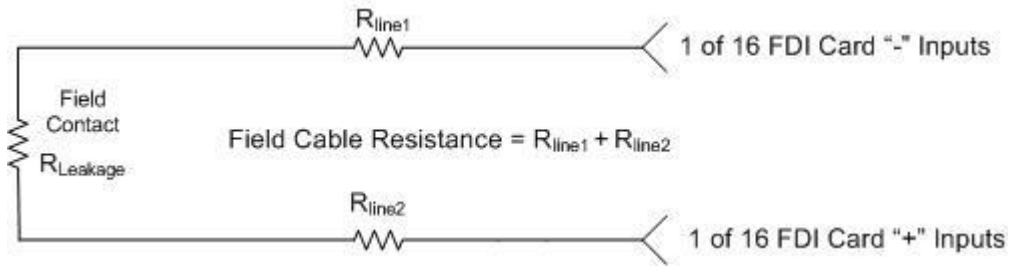 Rline1
1 of 16 FDI Card “-” Inputs
Field
Contact
RLeakage
Field Cable Resistance = Rline1 + Rline2
Rline2
1 of 16 FDI Card “+” Inputs